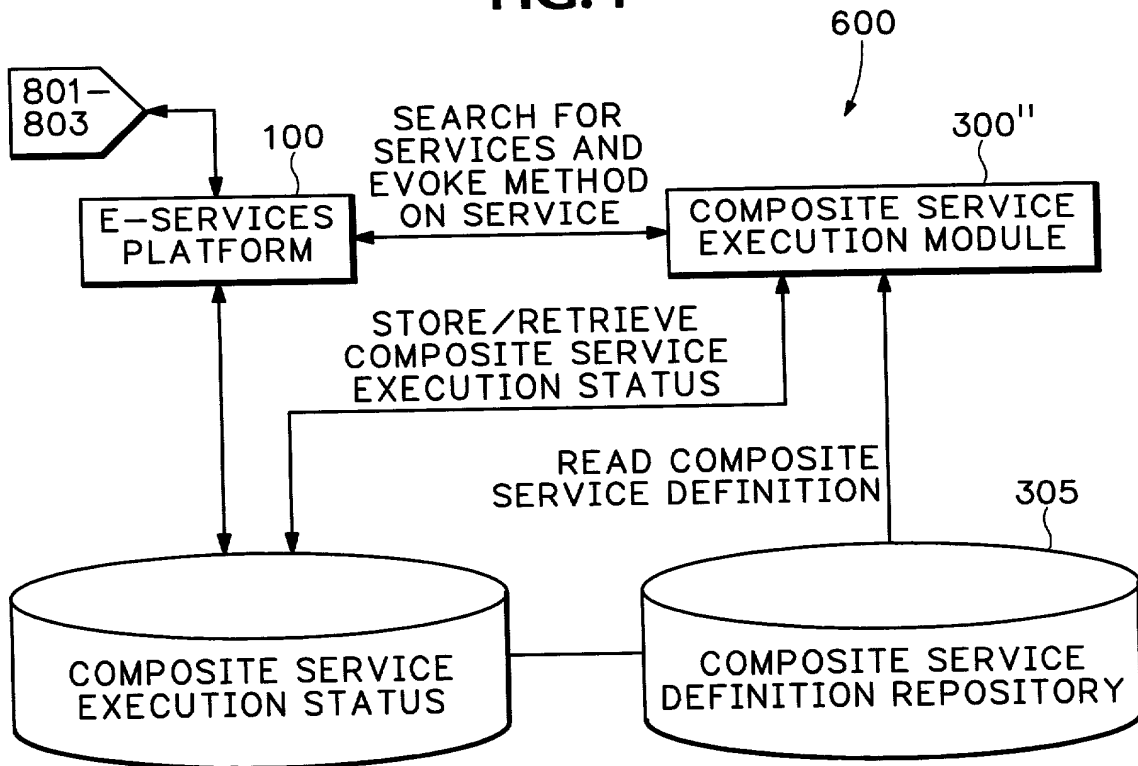 600
801–
803
100
SEARCH FOR
SERVICES AND
EVOKE METHOD
ON SERVICE
300"
E-SERVICES
PLATFORM
COMPOSITE SERVICE
EXECUTION MODULE
STORE/RETRIEVE
COMPOSITE SERVICE
EXECUTION STATUS
READ COMPOSITE
SERVICE DEFINITION
305
COMPOSITE SERVICE
EXECUTION STATUS
COMPOSITE SERVICE
DEFINITION REPOSITORY